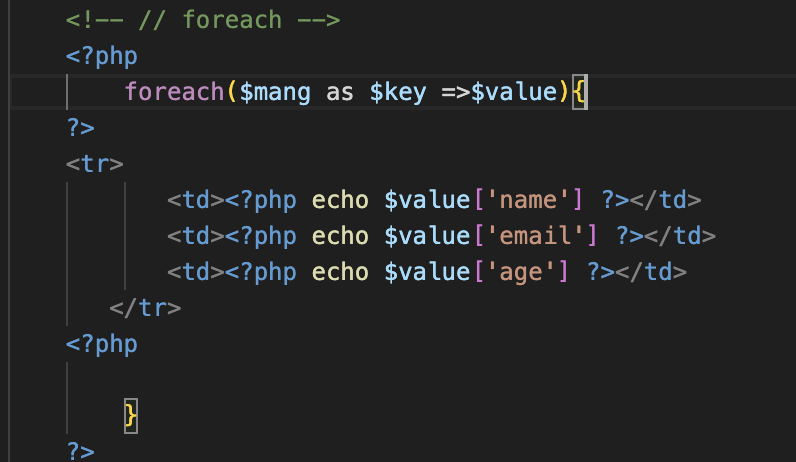 <!-- // foreach -->
<?php
foreach($mang as $key =>$value){
?>
<tr>
<td><?php echo $value['name'] ?></td>
<td><?php echo $value['email'] ?></td>
<td><?php echo $value['age'] ?></td>
</tr>
<?php
}
?>